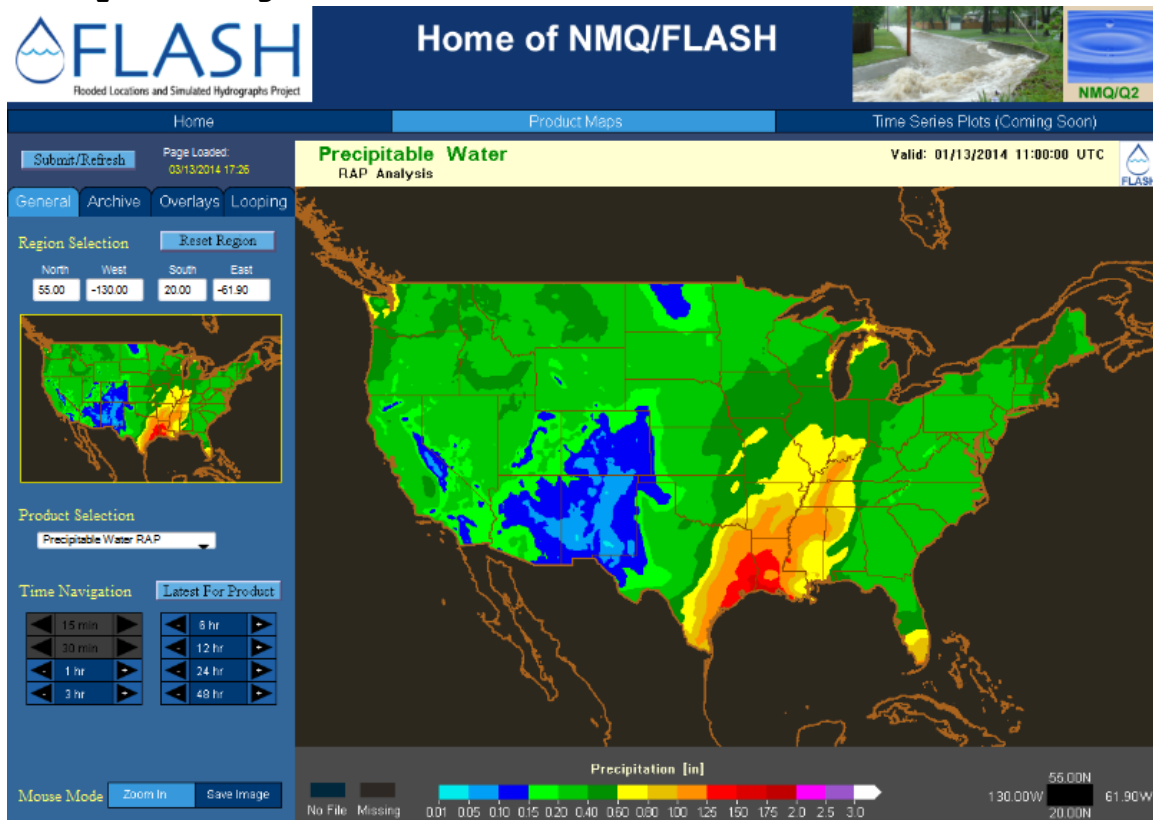 FLASH
Flooded Locations and Simulated Hydrographs Project
Home of NMQ/FLASH
NMQ/Q2
Home
Product Maps
Time Series Plots (Coming Soon)
Submit/Refresh
Page Loaded:
03/13/2014 17:26
Precipitable Water
RAP Analysis
Valid: 01/13/2014 11:00:00 UTC
FLASH
General Archive Overlays Looping
Region Selection
Reset Region
North West South East
55.00 -130.00 20.00 -61.90
Product Selection
Precipitable Water RAP
Time Navigation
Latest For Product
15 min
6 hr
30 min
12 hr
1 hr
24 hr
3 hr
48 hr
Mouse Mode
Zoom In
Save Image
Precipitation [in]
No File Missing
0.01 0.05 0.10 0.15 0.20 0.40 0.60 0.80 1.00 1.25 1.50 1.75 2.0 2.5 3.0
55.00N
130.00W 61.90W
20.00N